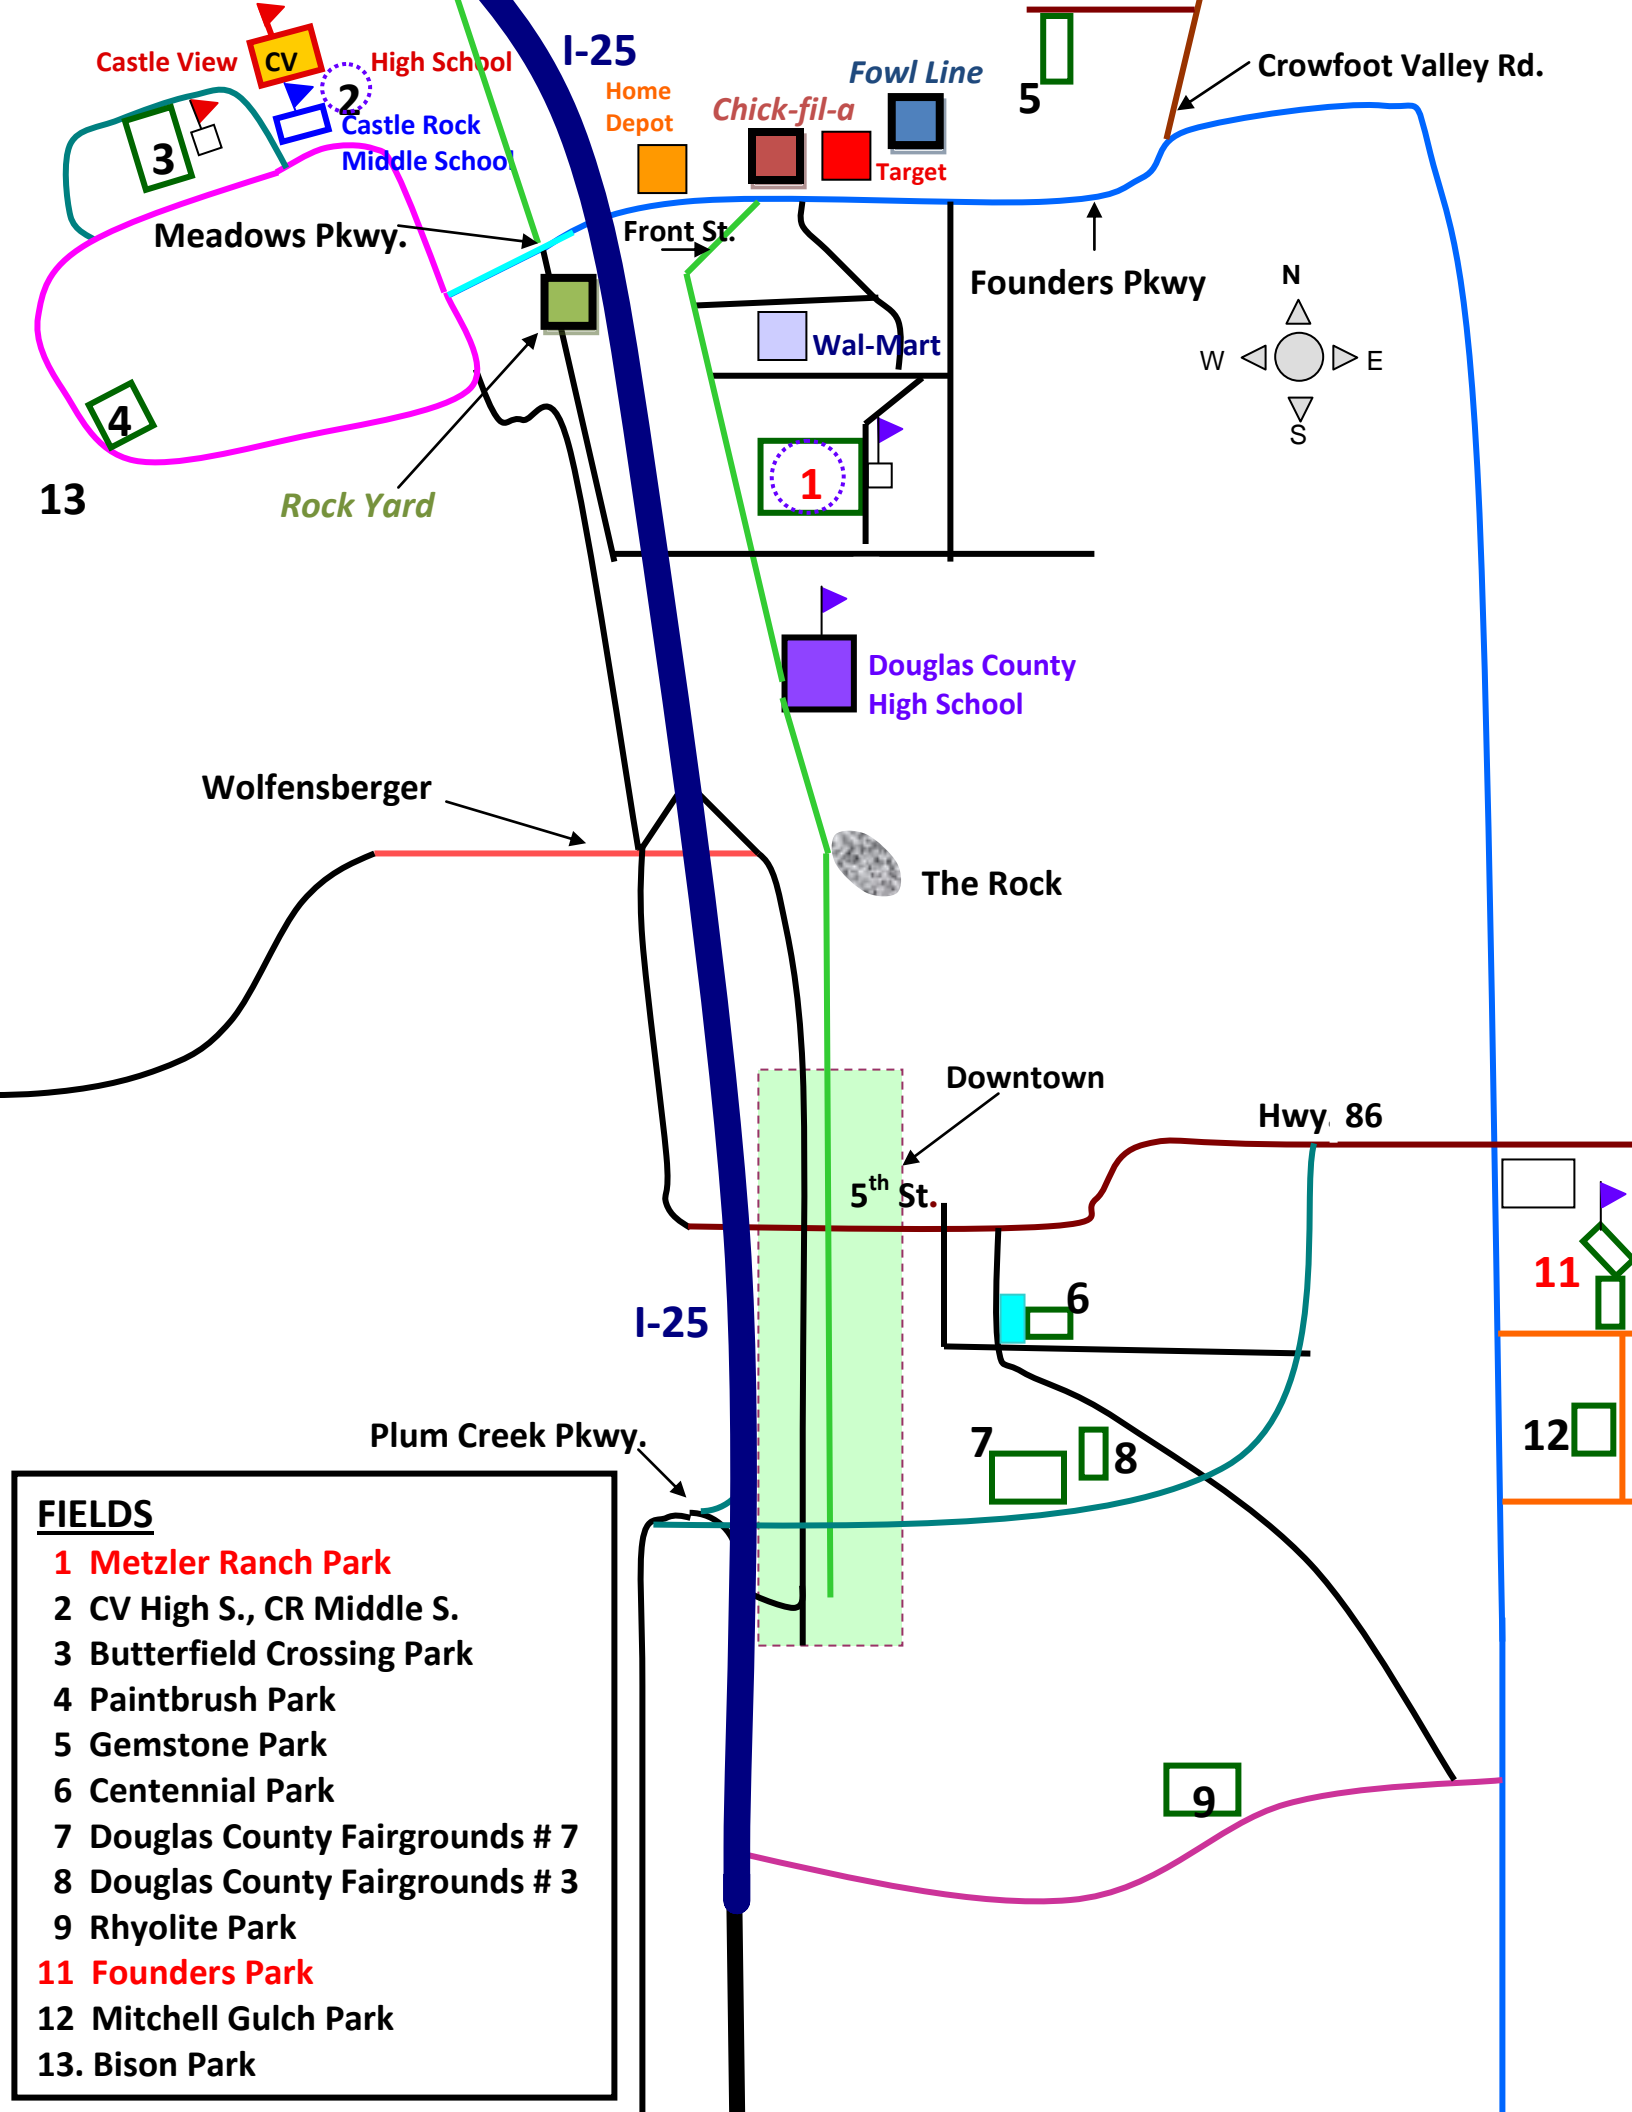 I-25
Castle View
CV
High School
2
Castle Rock
Middle School
3
Home
Depot
Chick-fil-a
Fowl Line
Target
5
Crowfoot Valley Rd.
Meadows Pkwy.
Front St.
Founders Pkwy
N
W
E
S
Wal-Mart
4
13
Rock Yard
1
Douglas County
High School
Wolfensberger
The Rock
Downtown
Hwy. 86
5th St.
11
6
I-25
12
7
8
Plum Creek Pkwy.
9
FIELDS
1 Metzler Ranch Park
2 CV High S., CR Middle S.
3 Butterfield Crossing Park
4 Paintbrush Park
5 Gemstone Park
6 Centennial Park
7 Douglas County Fairgrounds # 7
8 Douglas County Fairgrounds # 3
9 Rhyolite Park
11 Founders Park
12 Mitchell Gulch Park
13. Bison Park